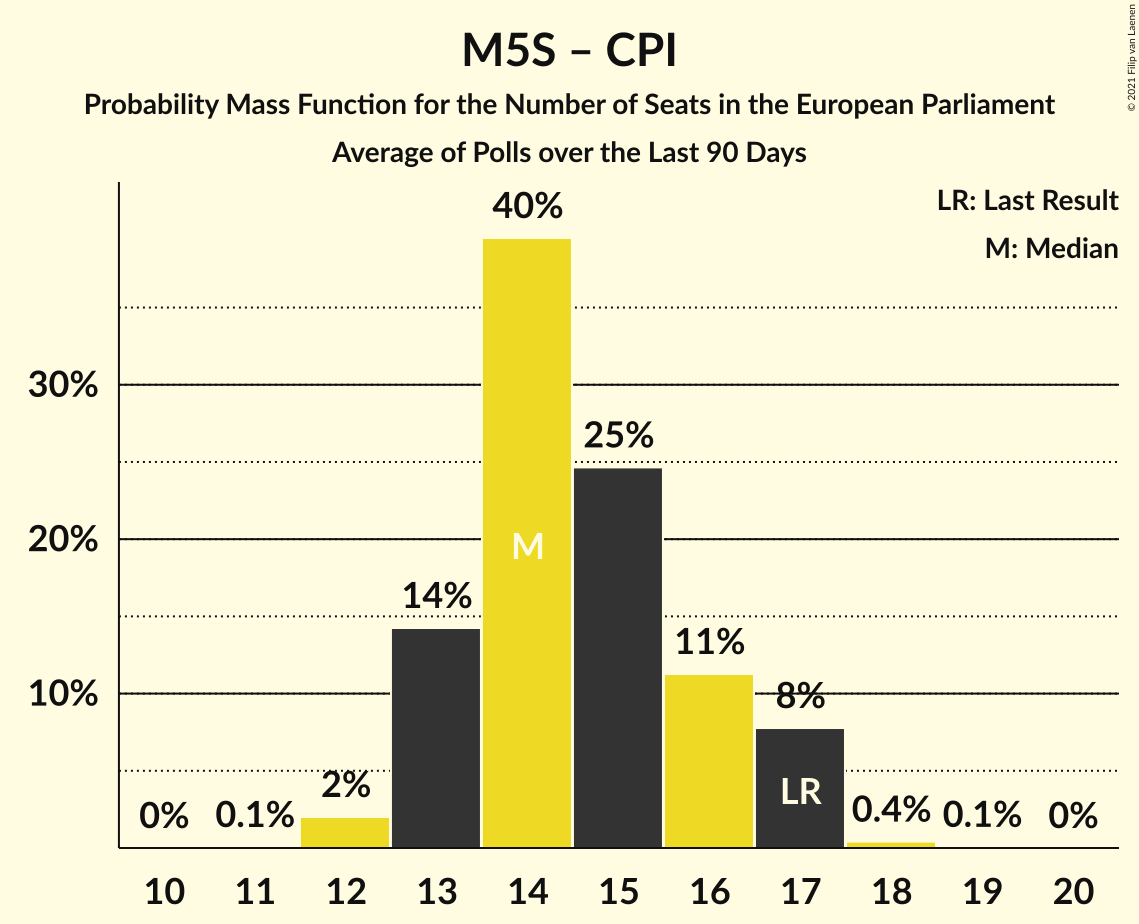 M5S – CPI
Probability Mass Function for the Number of Seats in the European Parliament
Average of Polls over the Last 90 Days
© 2021 Filip van Laenen
LR: Last Result
M: Median
40%
30%
25%
20%
M
14%
11%
10%
8%
LR
2%
0%
0.1%
0.4%
0.1%
0%
10 11 12 13 14 15 16 17 18 19 20